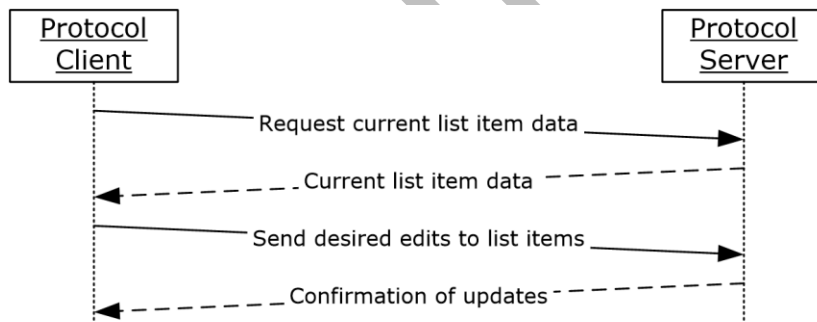 Protocol
Client
Protocol
Server
Request current list item data
Current list item data
Send desired edits to list items
Confirmation of updates